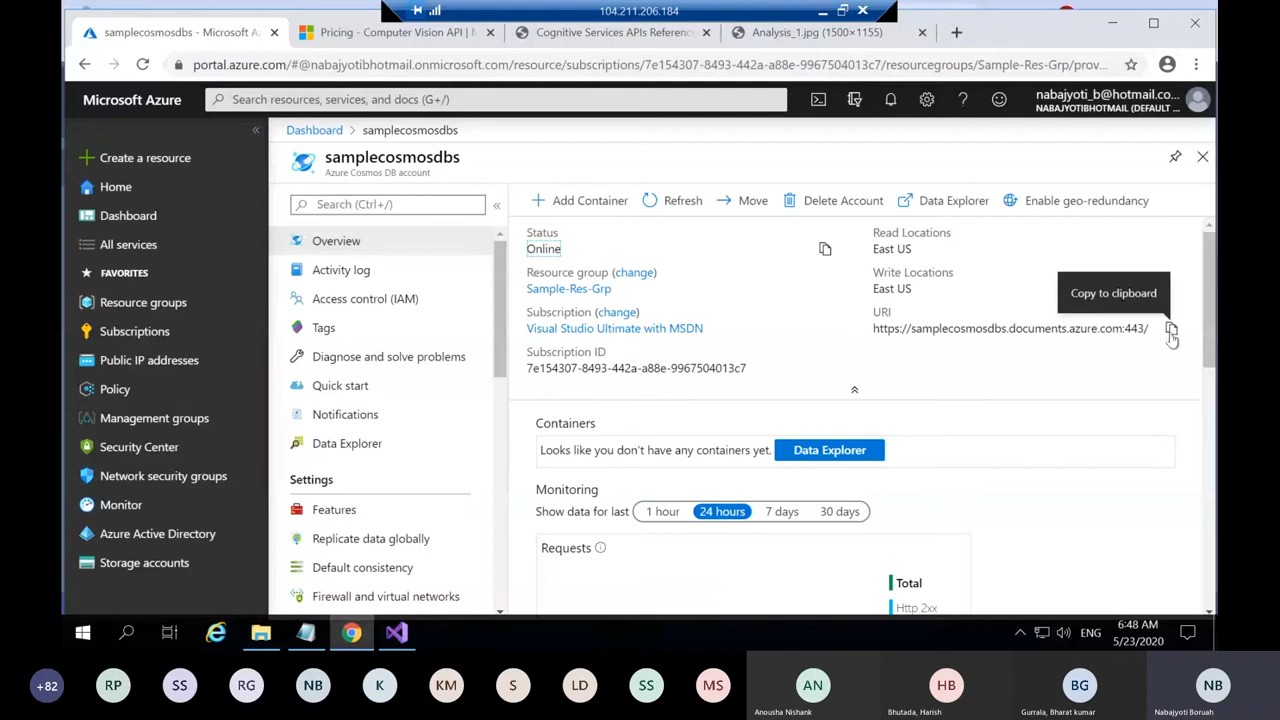 104.211.206.184
samplecosmosdbs - Microsoft A
Pricing - Computer Vision API | M
Cognitive Services APIs Reference
Analysis_1.jpg (1500×1155)
portal.azure.com/#@nabajyotibhotmail.onmicrosoft.com/resource/subscriptions/7e154307-8493-442a-a88e-9967504013c7/resourcegroups/Sample-Res-Grp/prov...
Microsoft Azure
Search resources, services, and docs (G+/)
nabajyoti_b@hotmail.co...
NABAJYOTIBHOTMAIL (DEFAULT ...
Create a resource
Home
Dashboard
All services
FAVORITES
Resource groups
Subscriptions
Public IP addresses
Policy
Management groups
Security Center
Network security groups
Monitor
Azure Active Directory
Storage accounts
Dashboard > samplecosmosdbs
samplecosmosdbs
Azure Cosmos DB account
Search (Ctrl+/)
Overview
Activity log
Access control (IAM)
Tags
Diagnose and solve problems
Quick start
Notifications
Data Explorer
Settings
Features
Replicate data globally
Default consistency
Firewall and virtual networks
Add Container
Refresh
Move
Delete Account
Data Explorer
Enable geo-redundancy
Status
Online
Resource group (change)
Sample-Res-Grp
Subscription (change)
Visual Studio Ultimate with MSDN
Subscription ID
7e154307-8493-442a-a88e-9967504013c7
Read Locations
East US
Write Locations
East US
URI
https://samplecosmosdbs.documents.azure.com:443/
Copy to clipboard
Containers
Looks like you don't have any containers yet.
Data Explorer
Monitoring
Show data for last
1 hour
24 hours
7 days
30 days
Requests
Total
Http 2xx
ENG
6:48 AM
5/23/2020
+82
RP
SS
RG
NB
K
KM
S
LD
SS
MS
AN
Anousha Nishank
HB
Bhutada, Harish
BG
Gurrala, Bharat kumar
NB
Nabajyoti Boruah